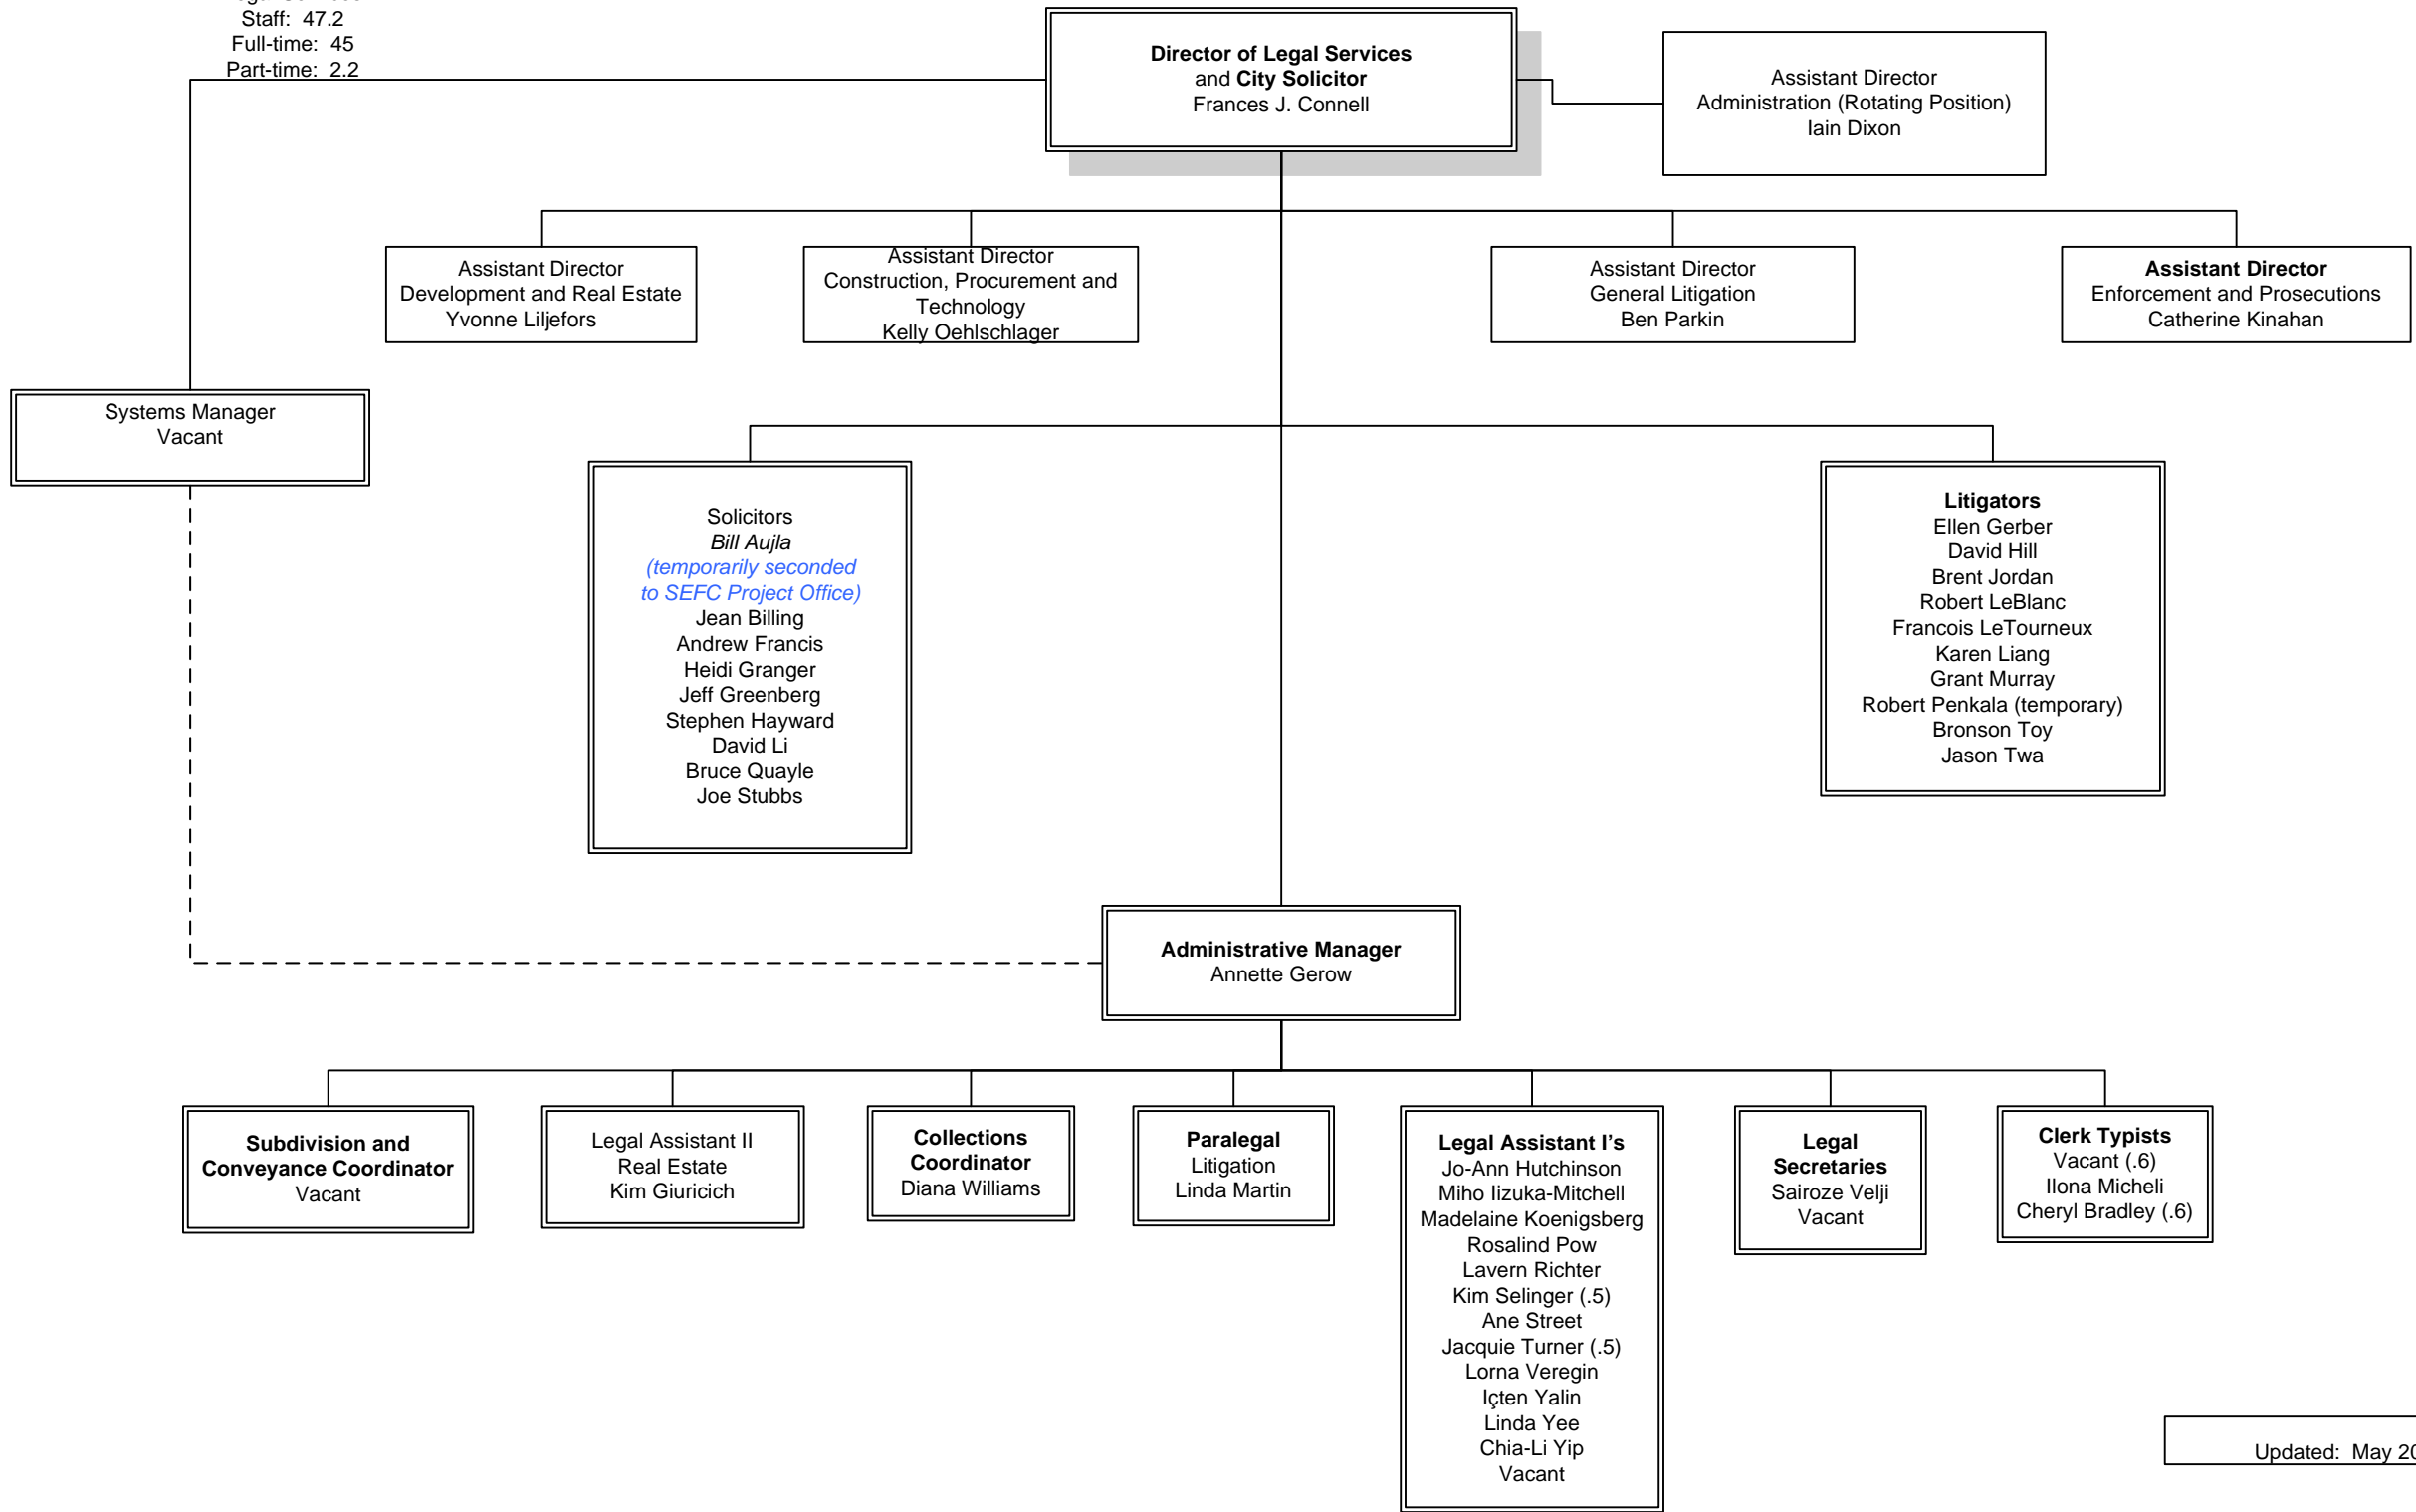 Staff: 47.2
Full-time: 45
Part-time: 2.2
Director of Legal Services
and City Solicitor
Frances J. Connell
Assistant Director
Administration (Rotating Position)
Iain Dixon
Assistant Director
Development and Real Estate
Yvonne Liljefors
Assistant Director
Construction, Procurement and
Technology
Kelly Oehlschlager
Assistant Director
General Litigation
Ben Parkin
Assistant Director
Enforcement and Prosecutions
Catherine Kinahan
Systems Manager
Vacant
Solicitors
Bill Aujla
(temporarily seconded
to SEFC Project Office)
Jean Billing
Andrew Francis
Heidi Granger
Jeff Greenberg
Stephen Hayward
David Li
Bruce Quayle
Joe Stubbs
Litigators
Ellen Gerber
David Hill
Brent Jordan
Robert LeBlanc
Francois LeTourneux
Karen Liang
Grant Murray
Robert Penkala (temporary)
Bronson Toy
Jason Twa
Administrative Manager
Annette Gerow
Subdivision and
Conveyance Coordinator
Vacant
Legal Assistant II
Real Estate
Kim Giuricich
Collections
Coordinator
Diana Williams
Paralegal
Litigation
Linda Martin
Legal Assistant I's
Jo-Ann Hutchinson
Miho Iizuka-Mitchell
Madelaine Koenigsberg
Rosalind Pow
Lavern Richter
Kim Selinger (.5)
Ane Street
Jacquie Turner (.5)
Lorna Veregin
Içten Yalin
Linda Yee
Chia-Li Yip
Vacant
Legal
Secretaries
Sairoze Velji
Vacant
Clerk Typists
Vacant (.6)
Ilona Micheli
Cheryl Bradley (.6)
Updated: May 20